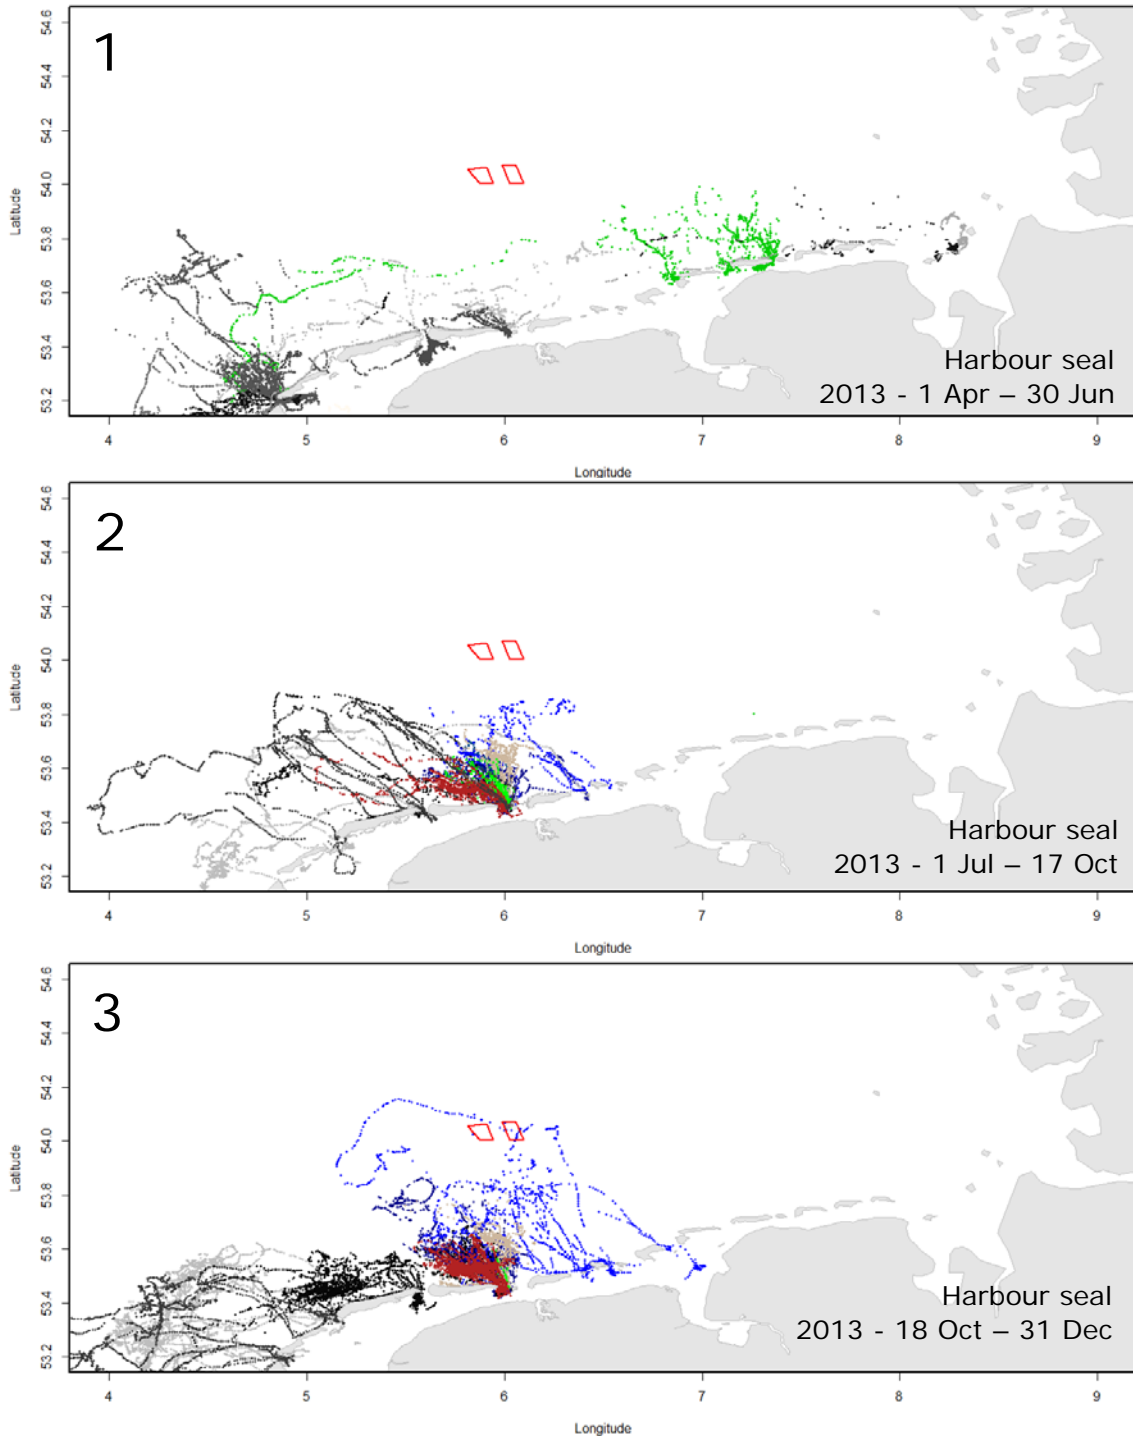 1
54.6
54.4
54.2
54.0
53.8
53.6
53.4
53.2
Latitude
Harbour seal
2013 - 1 Apr – 30 Jun
4 5 6 7 8 9
Longitude
2
54.6
54.4
54.2
54.0
53.8
53.6
53.4
53.2
Latitude
Harbour seal
2013 - 1 Jul – 17 Oct
4 5 6 7 8 9
Longitude
3
54.6
54.4
54.2
54.0
53.8
53.6
53.4
53.2
Latitude
Harbour seal
2013 - 18 Oct – 31 Dec
4 5 6 7 8 9
Longitude